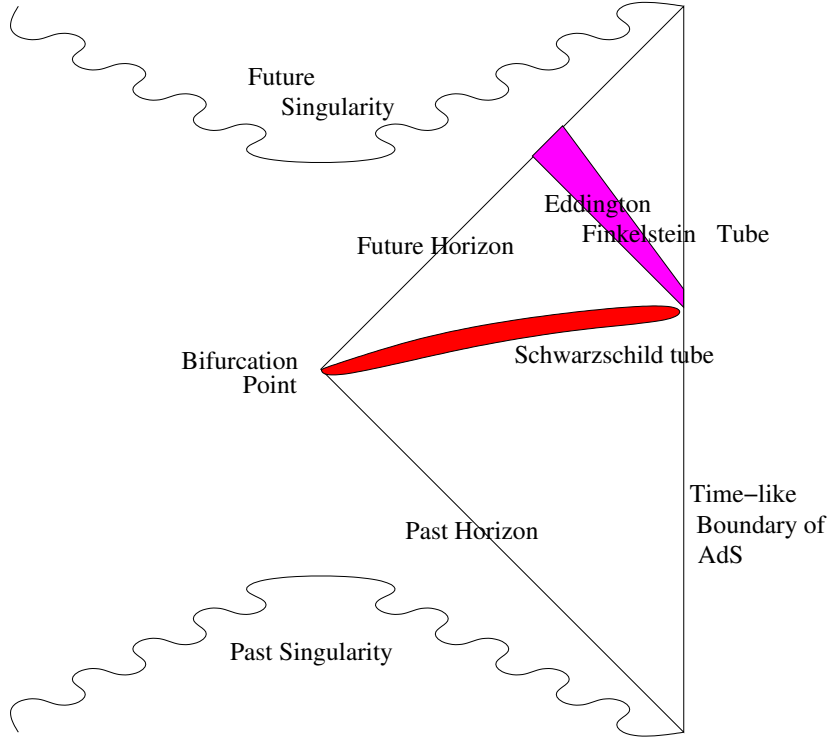 Future
Singularity
Eddington
Finkelstein Tube
Future Horizon
Schwarzschild tube
Bifurcation
Point
Time−like
Boundary of
AdS
Past Horizon
Past Singularity